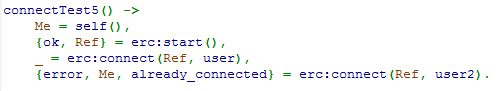 connectTest5() ->
    Me = self(),
    {ok, Ref} = erc:start(),
    _ = erc:connect(Ref, user),
    {error, Me, already_connected} = erc:connect(Ref, user2).